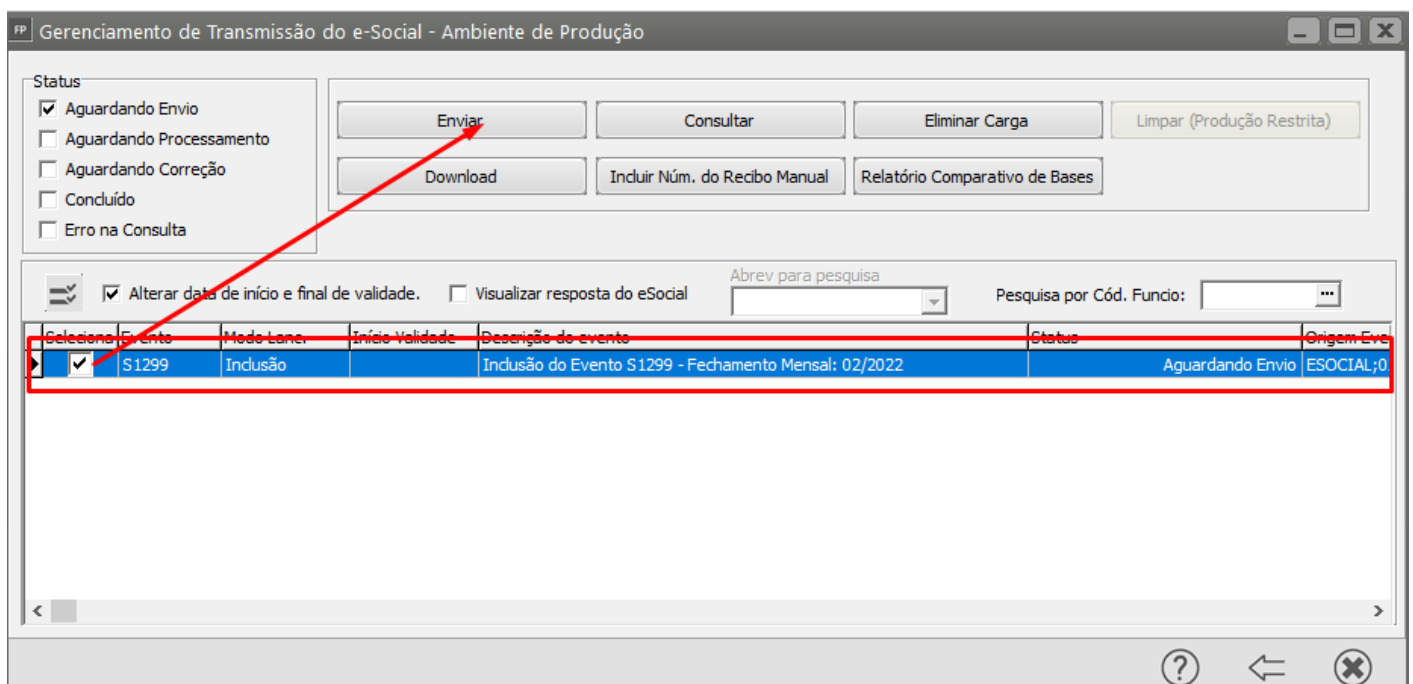 FP Gerenciamento de Transmissão do e-Social - Ambiente de Produção
Status
Aguardando Envio
Aguardando Processamento
Aguardando Correção
Concluído
Erro na Consulta
Enviar
Consultar
Eliminar Carga
Limpar (Produção Restrita)
Download
Incluir Núm. do Recibo Manual
Relatório Comparativo de Bases
Alterar data de início e final de validade.
Visualizar resposta do eSocial
Abrev para pesquisa
Pesquisa por Cód. Funcio:
Seleciona Evento Modo Lanc. Início Validade Descrição do evento Status Origem Eve
S1299 Inclusão Inclusão do Evento S1299 - Fechamento Mensal: 02/2022 Aguardando Envio ESOCIAL;0